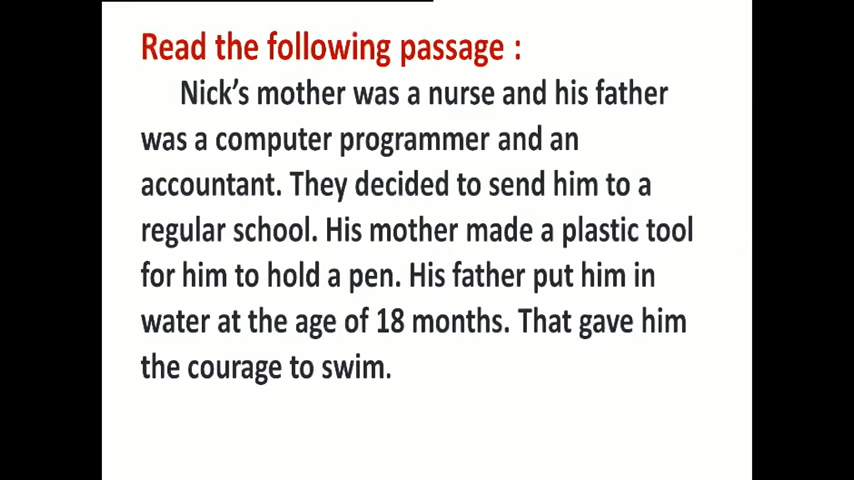 Read the following passage :
Nick's mother was a nurse and his father
was a computer programmer and an
accountant. They decided to send him to a
regular school. His mother made a plastic tool
for him to hold a pen. His father put him in
water at the age of 18 months. That gave him
the courage to swim.